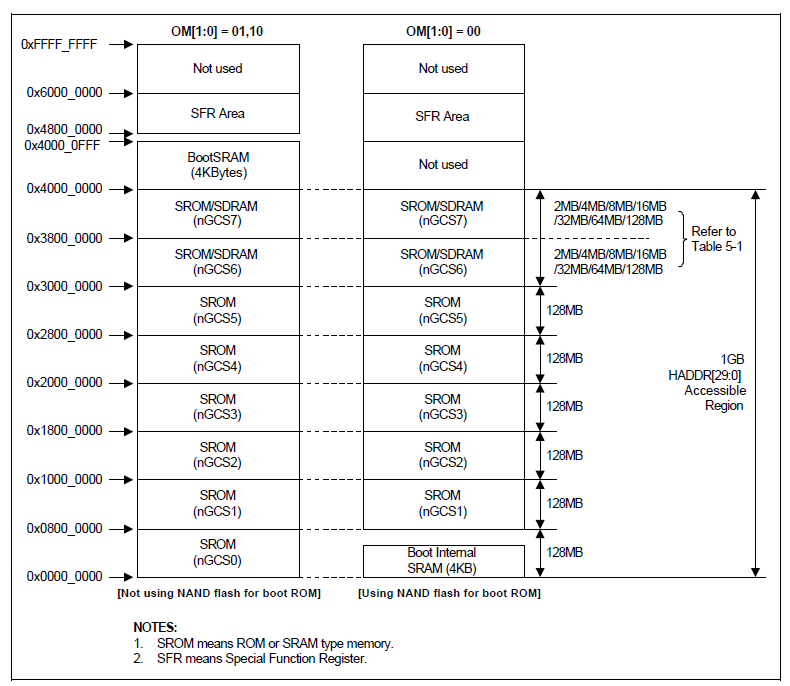 OM[1:0] = 01,10
OM[1:0] = 00
0xFFFF_FFFF
Not used
Not used
0x6000_0000
SFR Area
SFR Area
0x4800_0000
0x4000_0FFF
BootSRAM
(4KBytes)
Not used
0x4000_0000
SROM/SDRAM
(nGCS7)
SROM/SDRAM
(nGCS7)
2MB/4MB/8MB/16MB
/32MB/64MB/128MB
Refer to
Table 5-1
0x3800_0000
SROM/SDRAM
(nGCS6)
SROM/SDRAM
(nGCS6)
2MB/4MB/8MB/16MB
/32MB/64MB/128MB
0x3000_0000
SROM
(nGCS5)
SROM
(nGCS5)
128MB
0x2800_0000
SROM
(nGCS4)
SROM
(nGCS4)
128MB
1GB
HADDR[29:0]
Accessible
Region
0x2000_0000
SROM
(nGCS3)
SROM
(nGCS3)
128MB
0x1800_0000
SROM
(nGCS2)
SROM
(nGCS2)
128MB
0x1000_0000
SROM
(nGCS1)
SROM
(nGCS1)
128MB
0x0800_0000
SROM
(nGCS0)
Boot Internal
SRAM (4KB)
128MB
0x0000_0000
[Not using NAND flash for boot ROM]
[Using NAND flash for boot ROM]
NOTES:
1. SROM means ROM or SRAM type memory.
2. SFR means Special Function Register.